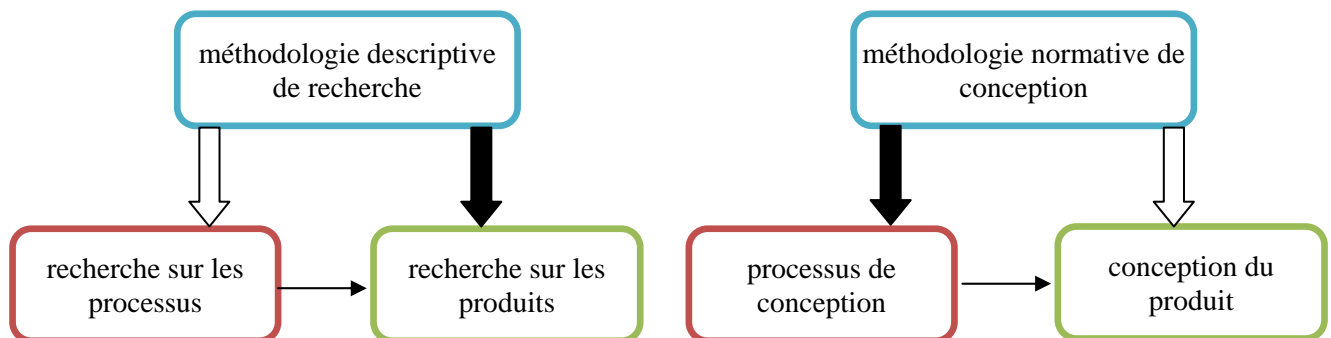 méthodologie descriptive
de recherche
méthodologie normative de
conception
recherche sur les
processus
recherche sur les
produits
processus de
conception
conception du
produit